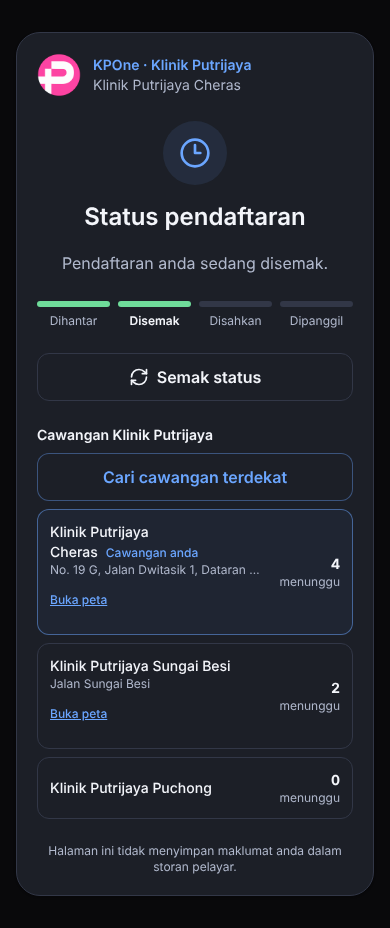 KPOne · Klinik Putrijaya
Klinik Putrijaya Cheras
Status pendaftaran
Pendaftaran anda sedang disemak.
Dihantar Disemak Disahkan Dipanggil
Semak status
Cawangan Klinik Putrijaya
Cari cawangan terdekat
Klinik Putrijaya
Cheras Cawangan anda
No. 19 G, Jalan Dwitasik 1, Dataran ...
Buka peta
4
menunggu
Klinik Putrijaya Sungai Besi
Jalan Sungai Besi
Buka peta
2
menunggu
Klinik Putrijaya Puchong
0
menunggu
Halaman ini tidak menyimpan maklumat anda dalam
storan pelayar.